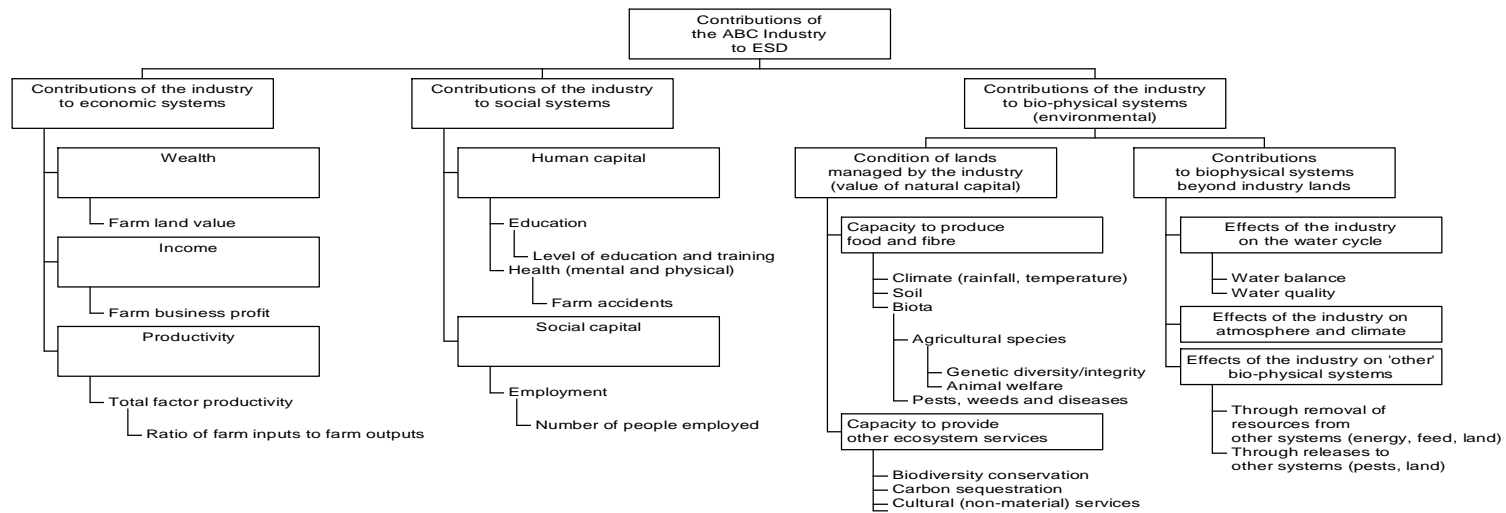 Contributions of
the ABC Industry
to ESD
Contributions of the industry
to economic systems
Wealth
Farm land value
Income
Farm business profit
Productivity
Total factor productivity
Ratio of farm inputs to farm outputs
Contributions of the industry
to social systems
Human capital
Education
Level of education and training
Health (mental and physical)
Farm accidents
Social capital
Employment
Number of people employed
Contributions of the industry
to bio-physical systems
(environmental)
Condition of lands
managed by the industry
(value of natural capital)
Capacity to produce
food and fibre
Climate (rainfall, temperature)
Soil
Biota
Agricultural species
Genetic diversity/integrity
Animal welfare
Pests, weeds and diseases
Capacity to provide
other ecosystem services
Biodiversity conservation
Carbon sequestration
Cultural (non-material) services
Contributions
to biophysical systems
beyond industry lands
Effects of the industry
on the water cycle
Water balance
Water quality
Effects of the industry on
atmosphere and climate
Effects of the industry on 'other'
bio-physical systems
Through removal of
resources from
other systems (energy, feed, land)
Through releases to
other systems (pests, land)